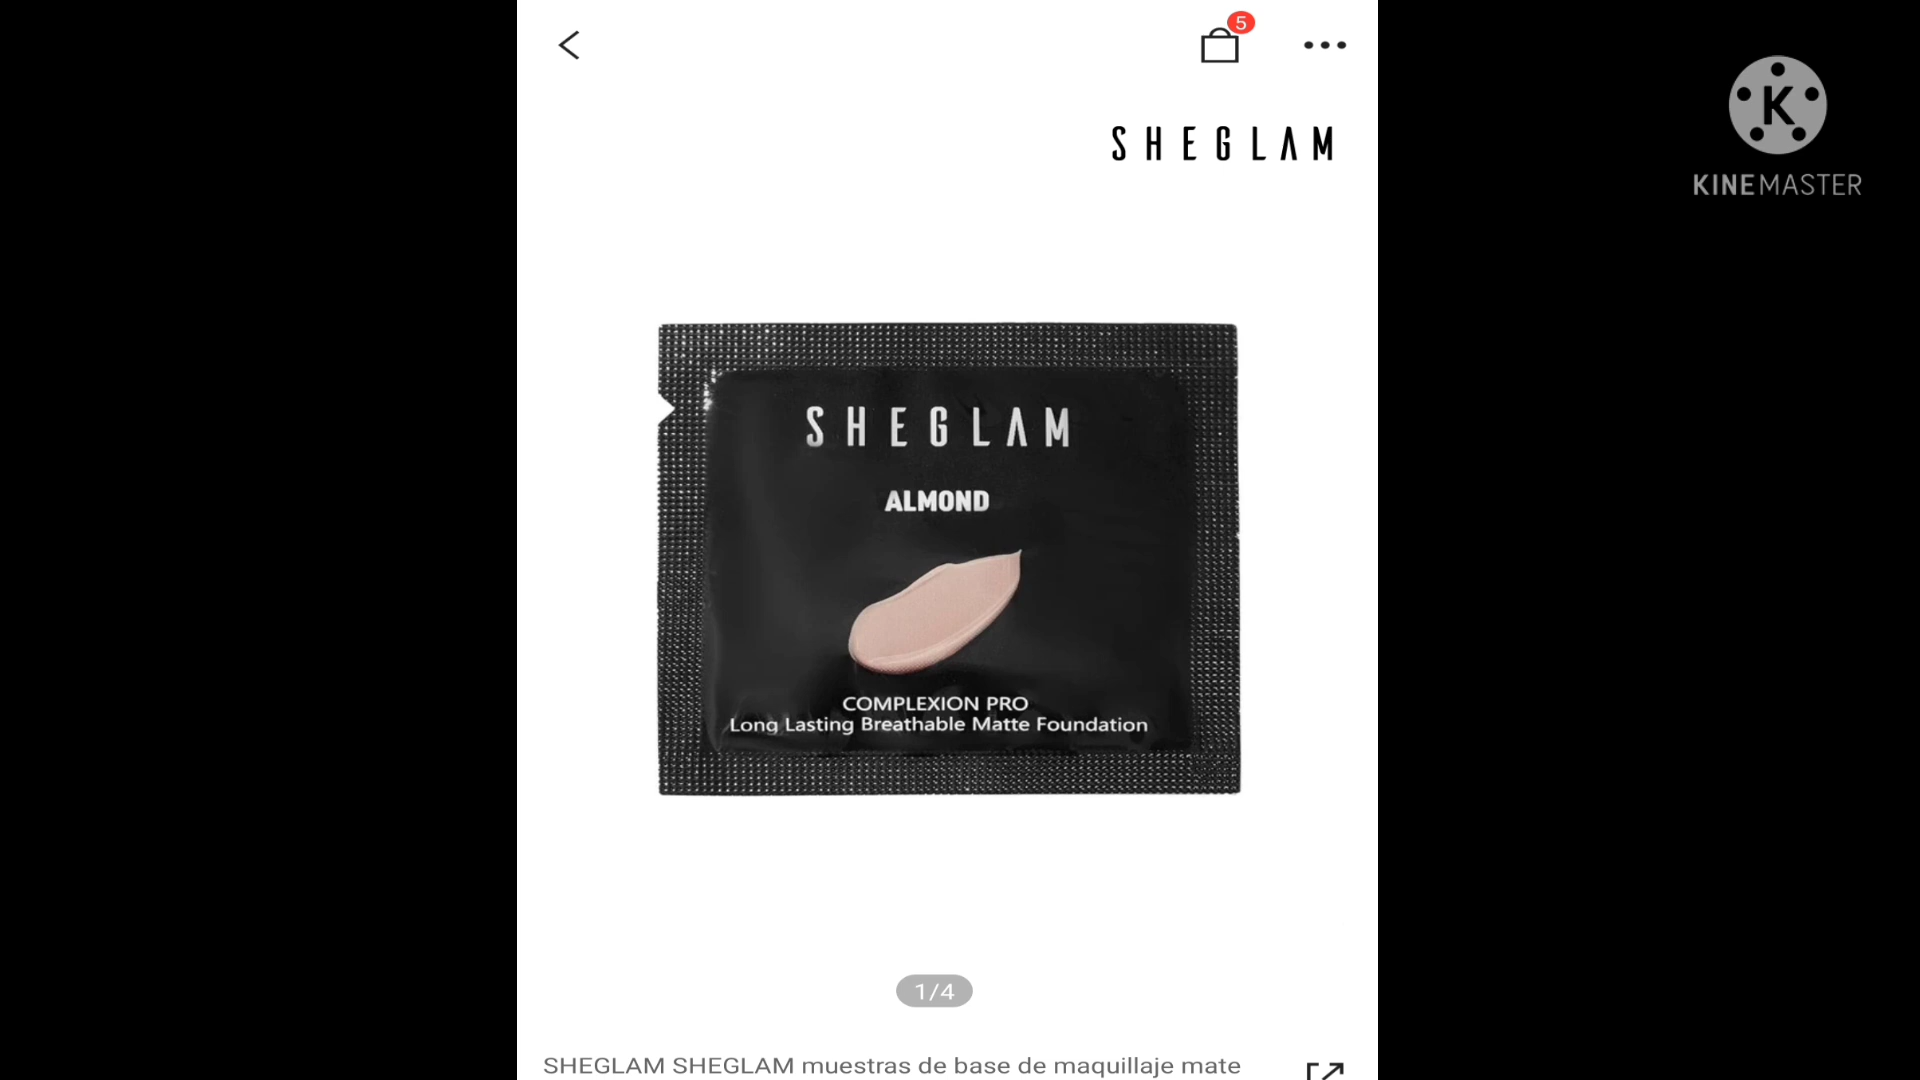 5
SHEGLAM
K
KINEMASTER
SHEGLAM
ALMOND
COMPLEXION PRO
Long Lasting Breathable Matte Foundation
1/4
SHEGLAM SHEGLAM muestras de base de maquillaje mate